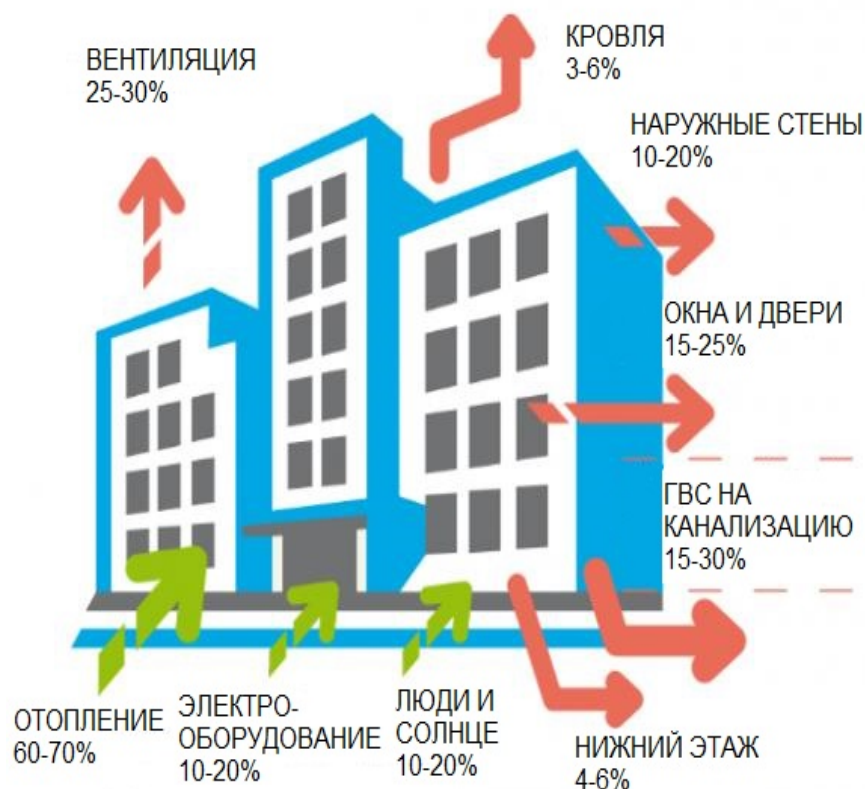 КРОВЛЯ
3-6%
ВЕНТИЛЯЦИЯ
25-30%
НАРУЖНЫЕ СТЕНЫ
10-20%
ОКНА И ДВЕРИ
15-25%
ГВС НА
КАНАЛИЗАЦИЮ
15-30%
ОТОПЛЕНИЕ
60-70%
ЭЛЕКТРО-
ОБОРУДОВАНИЕ
10-20%
ЛЮДИ И
СОЛНЦЕ
10-20%
НИЖНИЙ ЭТАЖ
4-6%